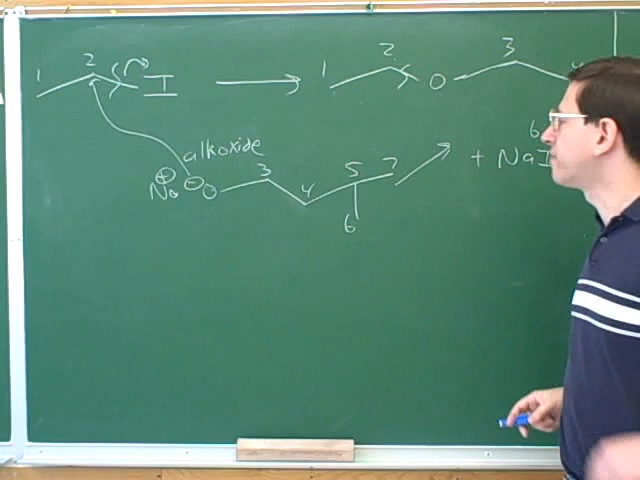 1 2 I 1 2 O 3
alkoxide
Na ⊕ ⊖ O 3 4 5 6 7 + NaI 6